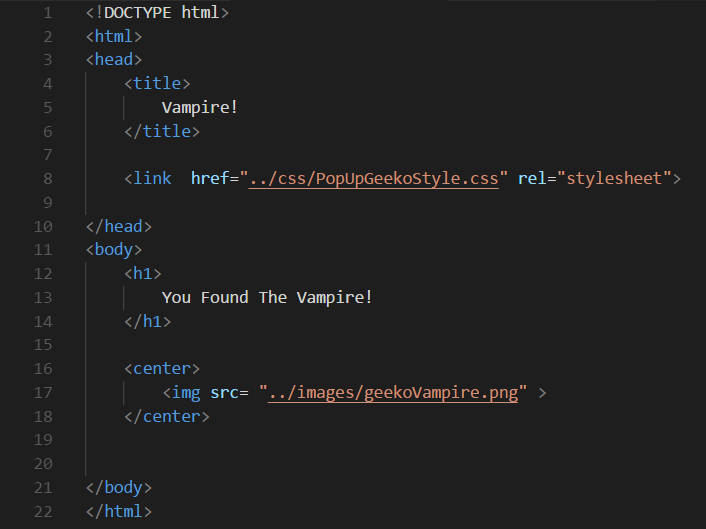 1 <!DOCTYPE html>
2 <html>
3 <head>
4     <title>
5         Vampire!
6     </title>
7
8     <link  href="../css/PopUpGeekoStyle.css" rel="stylesheet">
9
10 </head>
11 <body>
12     <h1>
13         You Found The Vampire!
14     </h1>
15
16     <center>
17         <img src= "../images/geekoVampire.png" >
18     </center>
19
20
21 </body>
22 </html>